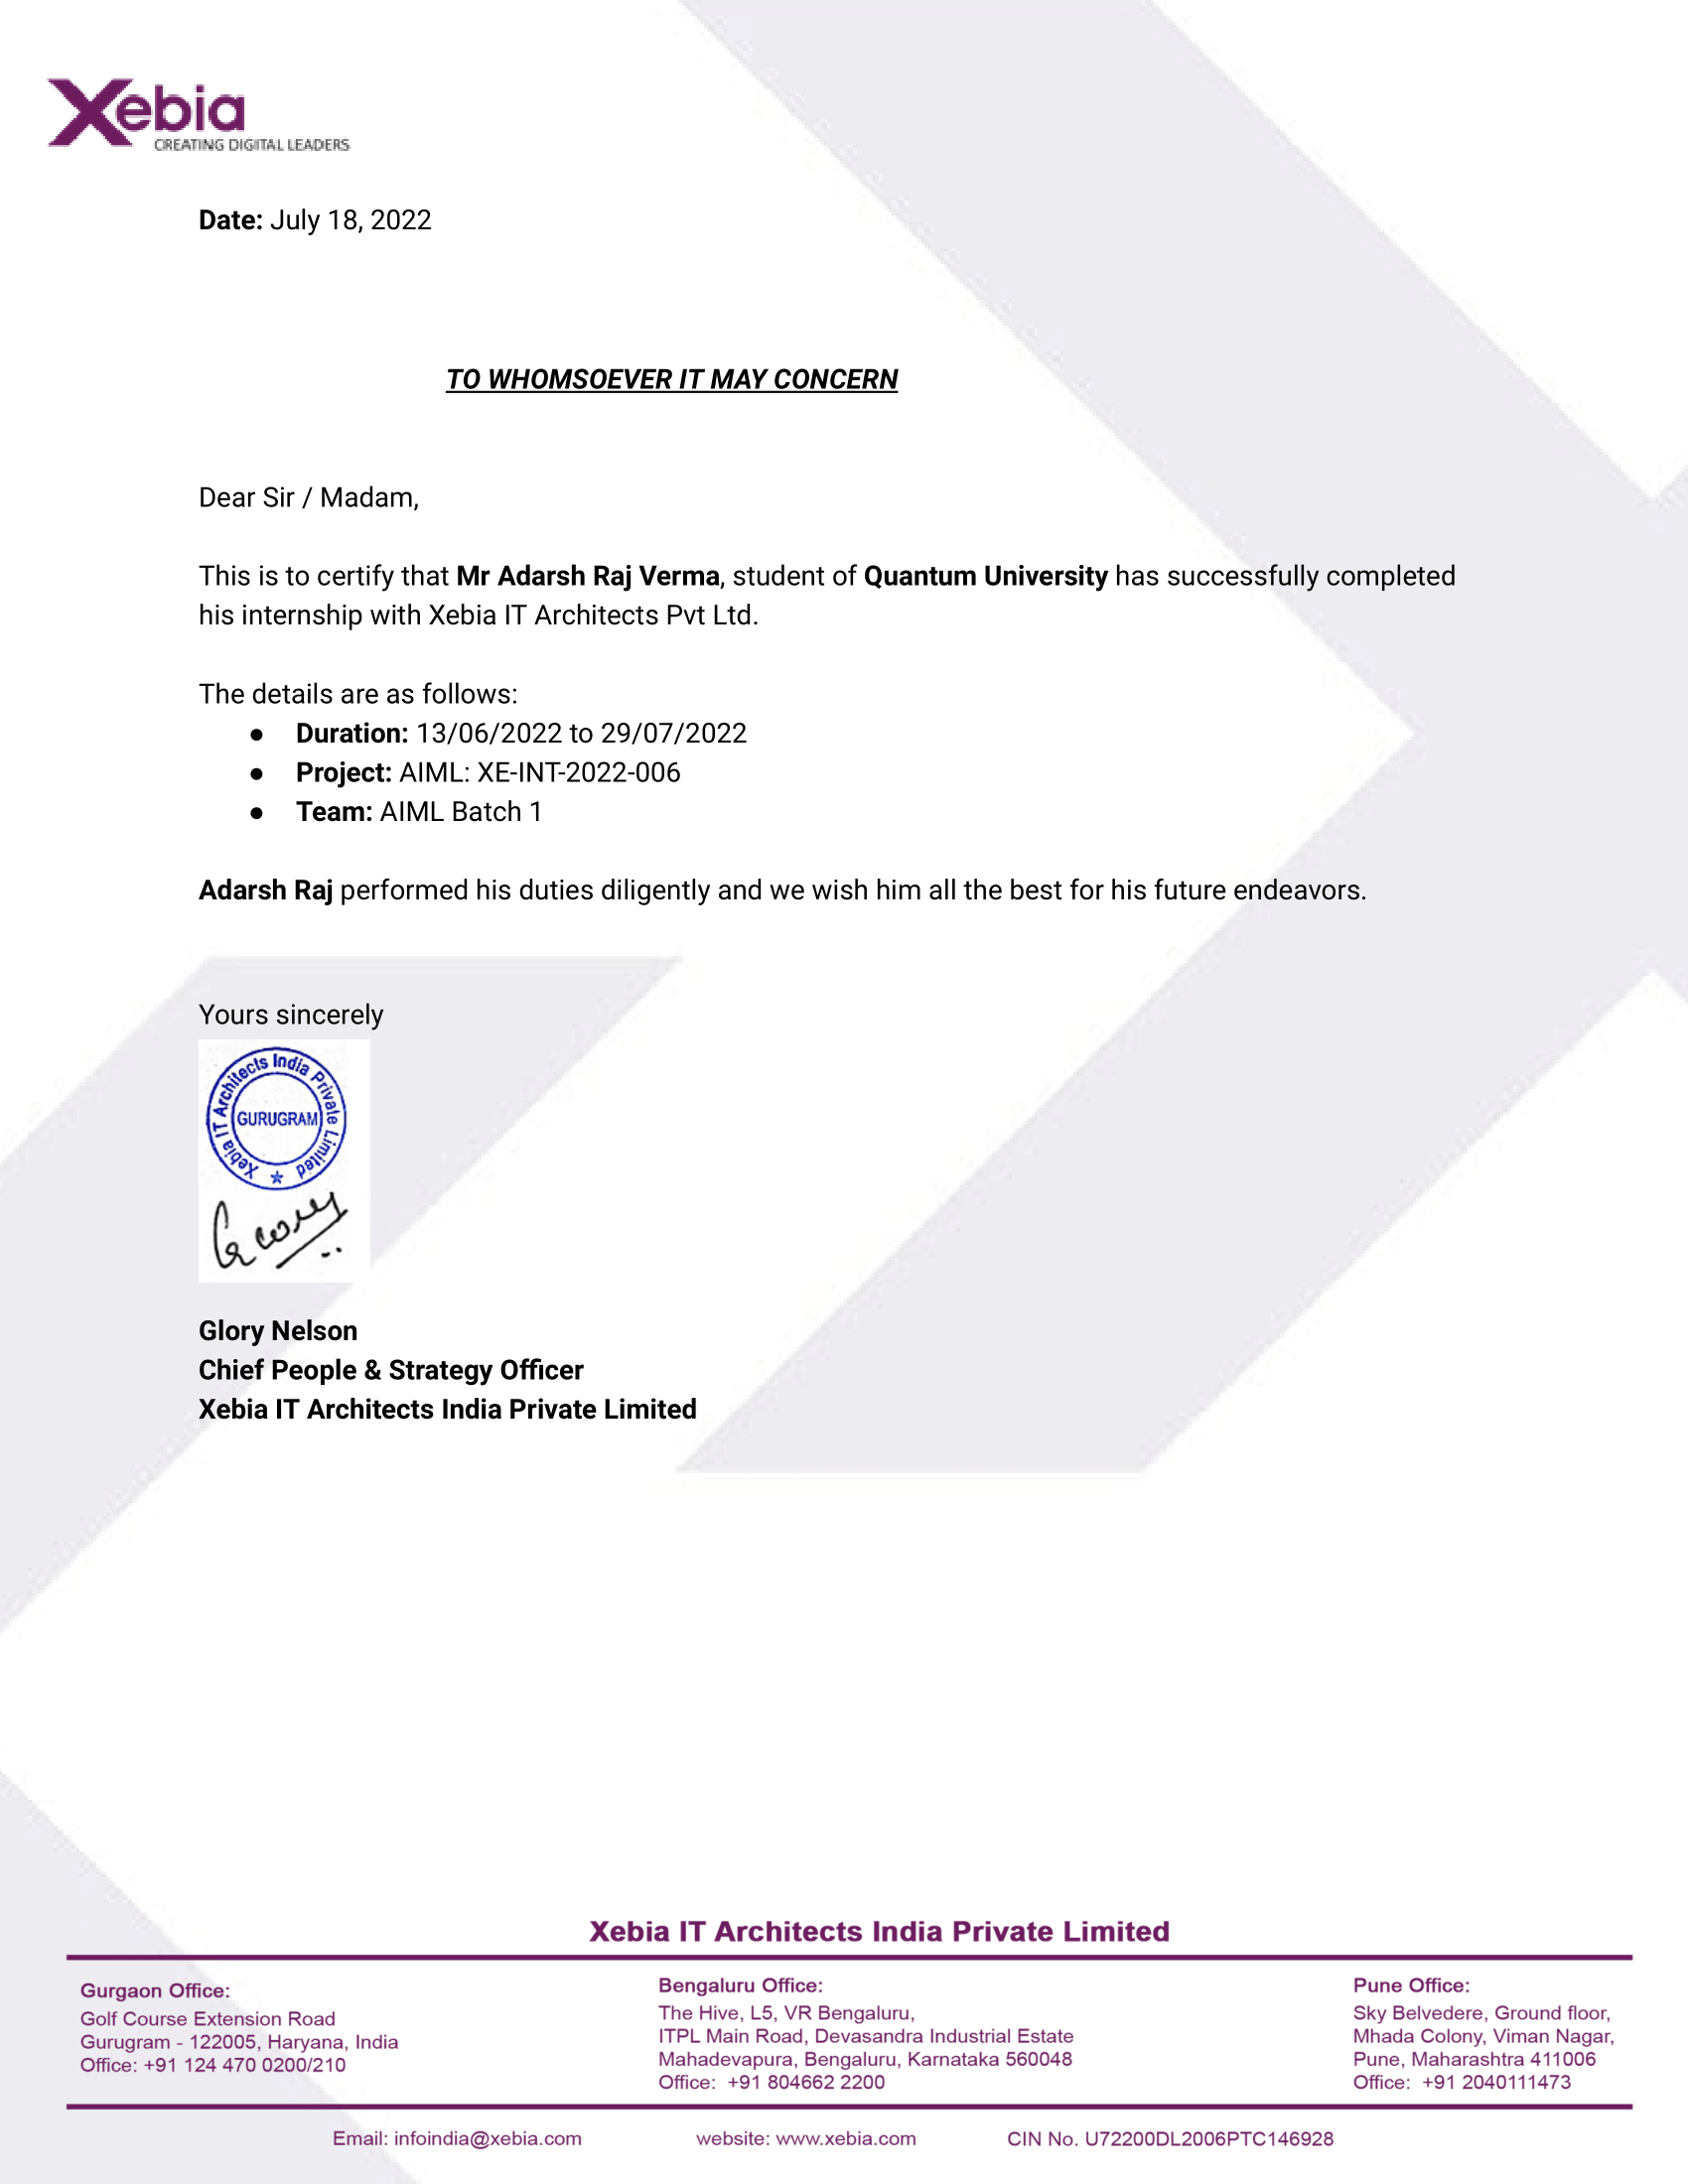 Xebia
CREATING DIGITAL LEADERS
Date: July 18, 2022
TO WHOMSOEVER IT MAY CONCERN
Dear Sir / Madam,
This is to certify that Mr Adarsh Raj Verma, student of Quantum University has successfully completed
his internship with Xebia IT Architects Pvt Ltd.
The details are as follows:
● Duration: 13/06/2022 to 29/07/2022
● Project: AIML: XE-INT-2022-006
● Team: AIML Batch 1
Adarsh Raj performed his duties diligently and we wish him all the best for his future endeavors.
Yours sincerely
Xebia IT Architects India Private Limited
GURUGRAM
Glory Nelson
Chief People & Strategy Officer
Xebia IT Architects India Private Limited
Xebia IT Architects India Private Limited
Gurgaon Office:
Golf Course Extension Road
Gurugram - 122005, Haryana, India
Office: +91 124 470 0200/210
Bengaluru Office:
The Hive, L5, VR Bengaluru,
ITPL Main Road, Devasandra Industrial Estate
Mahadevapura, Bengaluru, Karnataka 560048
Office: +91 804662 2200
Pune Office:
Sky Belvedere, Ground floor,
Mhada Colony, Viman Nagar,
Pune, Maharashtra 411006
Office: +91 2040111473
Email: infoindia@xebia.com website: www.xebia.com CIN No. U72200DL2006PTC146928